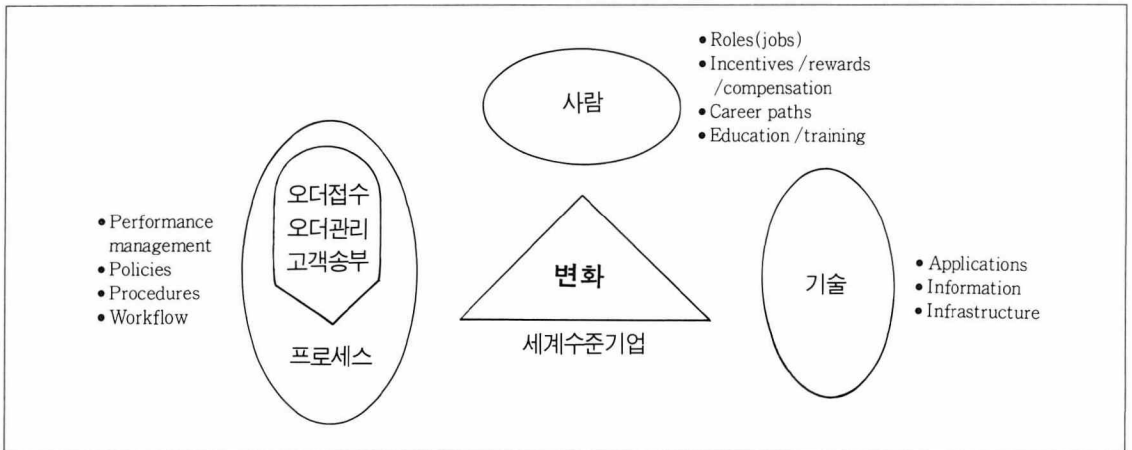 사람
• Roles(jobs)
• Incentives /rewards
/compensation
• Career paths
• Education /training
• Performance
management
• Policies
• Procedures
• Workflow
오더접수
오더관리
고객송부
프로세스
변화
세계수준기업
기술
• Applications
• Information
• Infrastructure